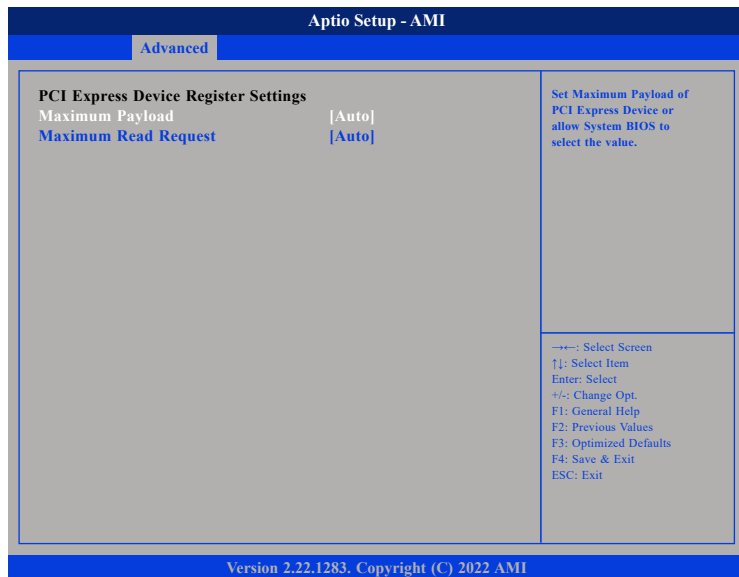 Aptio Setup - AMI
Advanced
PCI Express Device Register Settings
Maximum Payload [Auto]
Maximum Read Request [Auto]
Set Maximum Payload of
PCI Express Device or
allow System BIOS to
select the value.
→←: Select Screen
↑↓: Select Item
Enter: Select
+/-: Change Opt.
F1: General Help
F2: Previous Values
F3: Optimized Defaults
F4: Save & Exit
ESC: Exit
Version 2.22.1283. Copyright (C) 2022 AMI